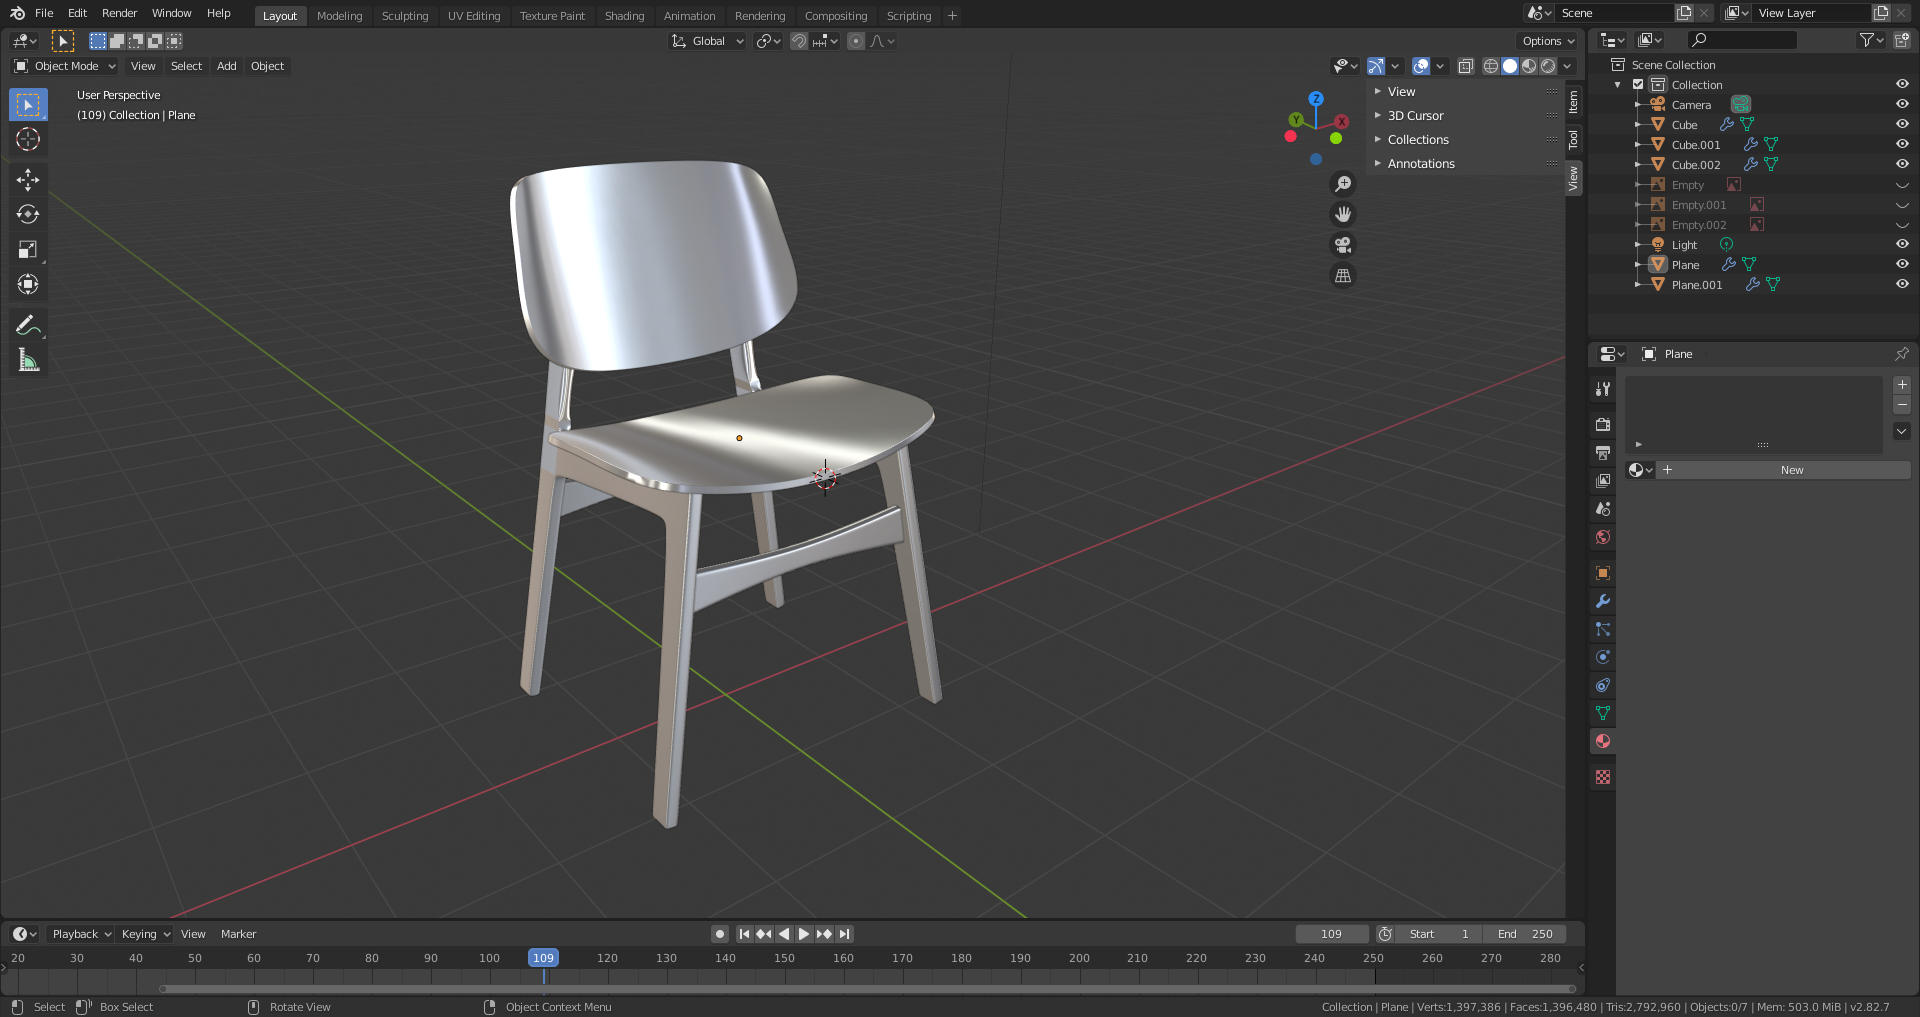 File Edit Render Window Help Layout Modeling Sculpting UV Editing Texture Paint Shading Animation Rendering Compositing Scripting + Scene View Layer
Global Options
Object Mode View Select Add Object
User Perspective
(109) Collection | Plane
Z
Y
X
View
3D Cursor
Collections
Annotations
Item
Tool
View
Scene Collection
Collection
Camera
Cube
Cube.001
Cube.002
Empty
Empty.001
Empty.002
Light
Plane
Plane.001
Plane
+ New
Playback Keying View Marker 109 Start 1 End 250
20 30 40 50 60 70 80 90 100 109 120 130 140 150 160 170 180 190 200 210 220 230 240 250 260 270 280
Select Box Select Rotate View Object Context Menu Collection | Plane | Verts:1,397,386 | Faces:1,396,480 | Tris:2,792,960 | Objects:0/7 | Mem: 503.0 MiB | v2.82.7